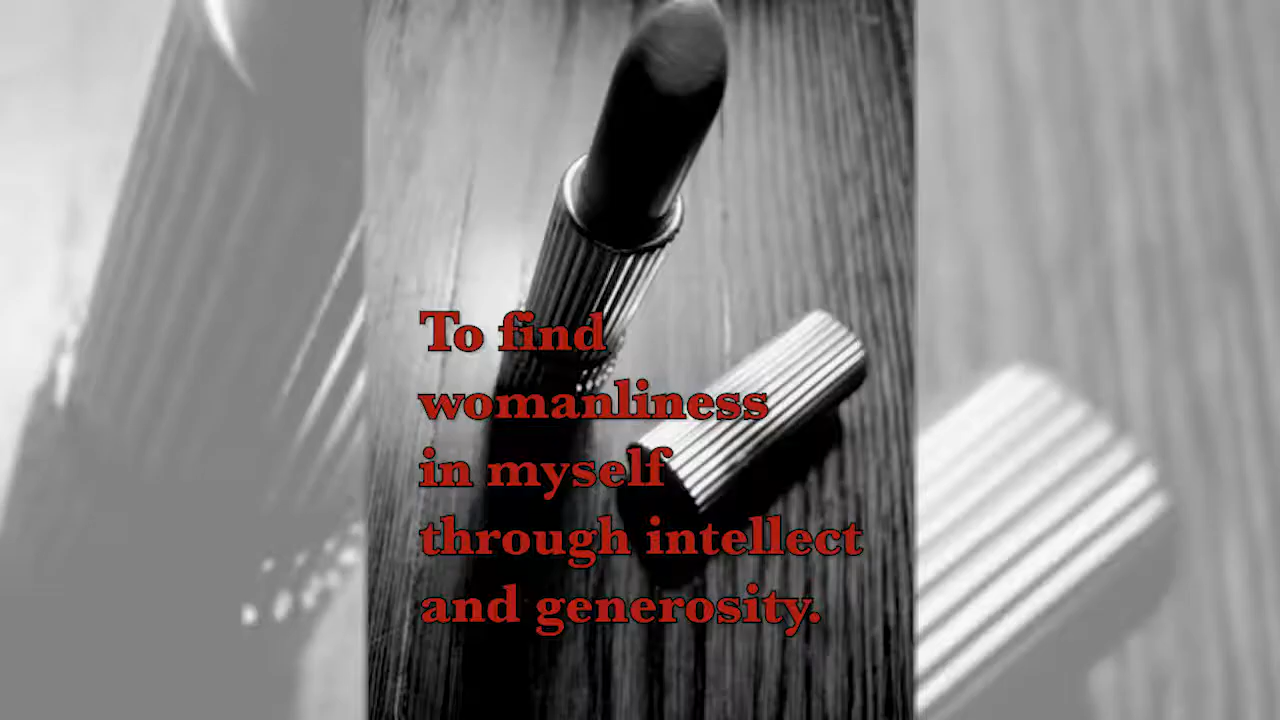 To find
womanliness
in myself
through intellect
and generosity.